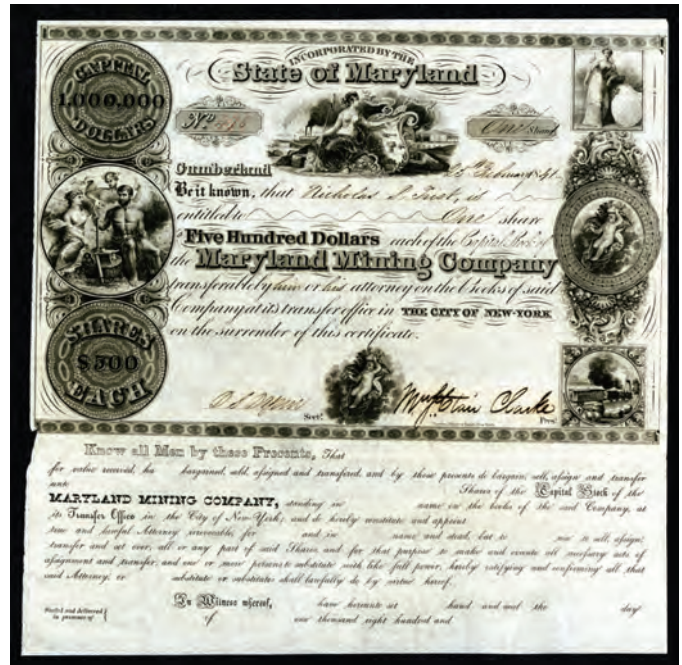 INCORPORATED BY THE
State of Maryland
CAPITAL
1,000,000
DOLLARS
No
One Share
Cumberland 25th February 1841
Be it known, that Nicholas P. Trist, is
entitled to One share
Five Hundred Dollars each of the Capital Stock of
the Maryland Mining Company
transferable by him or his attorney on the Books of said
Company at its transfer office in THE CITY OF NEW-YORK
on the surrender of this certificate.
SHARES
$500
EACH
Secy.
Clarke
Prest.
Know all Men by these Presents, That
for value received, ha bargained, sold, assigned and transfered, and by these presents do bargain, sell, assign and transfer
unto Shares of the Capital Stock of the
MARYLAND MINING COMPANY, standing in name on the books of the said Company, at
its Transfer Office in the City of New-York; and do hereby constitute and appoint
true and lawful Attorney irrevocable, for and in name and stead, but to use to sell, assign,
transfer and set over, all or any part of said Shares and for that purpose to make and execute all necessary acts of
assignment and transfer, and one or more persons to substitute with like full power, hereby ratifying and confirming all that
said Attorney, or substitute or substitutes shall lawfully do by virtue hereof.
In Witness whereof, have hereunto set hand and seal the day
of one thousand eight hundred and
Sealed and delivered
in presence of